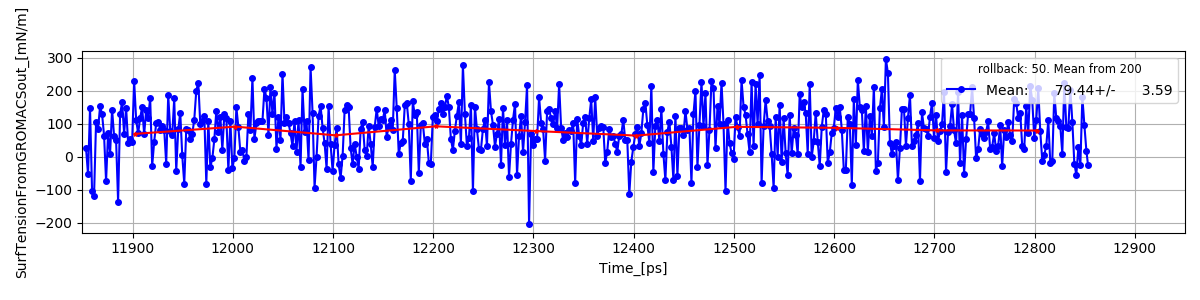 SurfTensionFromGROMACSout_[mN/m]
300
200
100
0
−100
−200
rollback: 50. Mean from 200
Mean: 79.44+/- 3.59
11900 12000 12100 12200 12300 12400 12500 12600 12700 12800 12900
Time_[ps]